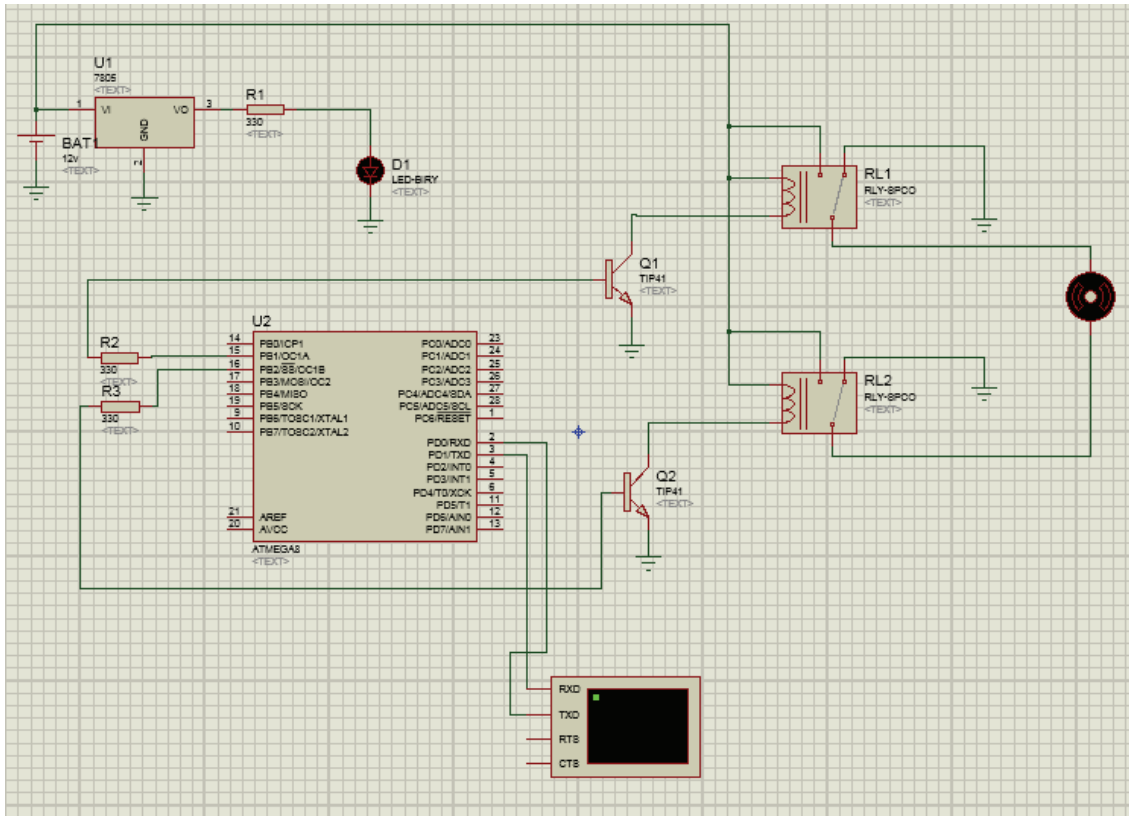 U1
7805
<TEXT>
1
VI
VO
3
GND
2
R1
330
<TEXT>
BAT1
12v
<TEXT>
D1
LED-BIRY
<TEXT>
RL1
RLY-SPCO
<TEXT>
Q1
TIP41
<TEXT>
R2
330
<TEXT>
R3
330
<TEXT>
U2
14 PB0/ICP1 PC0/ADC0 23
15 PB1/OC1A PC1/ADC1 24
16 PB2/SS/OC1B PC2/ADC2 25
17 PB3/MOSI/OC2 PC3/ADC3 26
18 PB4/MISO PC4/ADC4/SDA 27
19 PB5/SCK PC5/ADC5/SCL 28
9 PB6/TOSC1/XTAL1 PC6/RESET 1
10 PB7/TOSC2/XTAL2
PD0/RXD 2
PD1/TXD 3
PD2/INT0 4
PD3/INT1 5
PD4/T0/XCK 6
PD5/T1 11
21 AREF PD6/AIN0 12
20 AVCC PD7/AIN1 13
ATMEGA8
<TEXT>
RL2
RLY-SPCO
<TEXT>
Q2
TIP41
<TEXT>
RXD
TXD
RTS
CTS